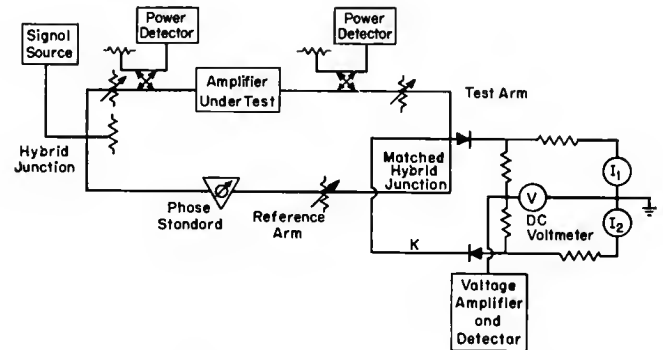 Signal
Source
Power
Detector
Power
Detector
Amplifier
Under Test
Test Arm
Hybrid
Junction
Matched
Hybrid
Junction
I1
V
DC
Voltmeter
I2
Phose
Standord
Reference
Arm
K
Voltage
Amplifier
and
Detector